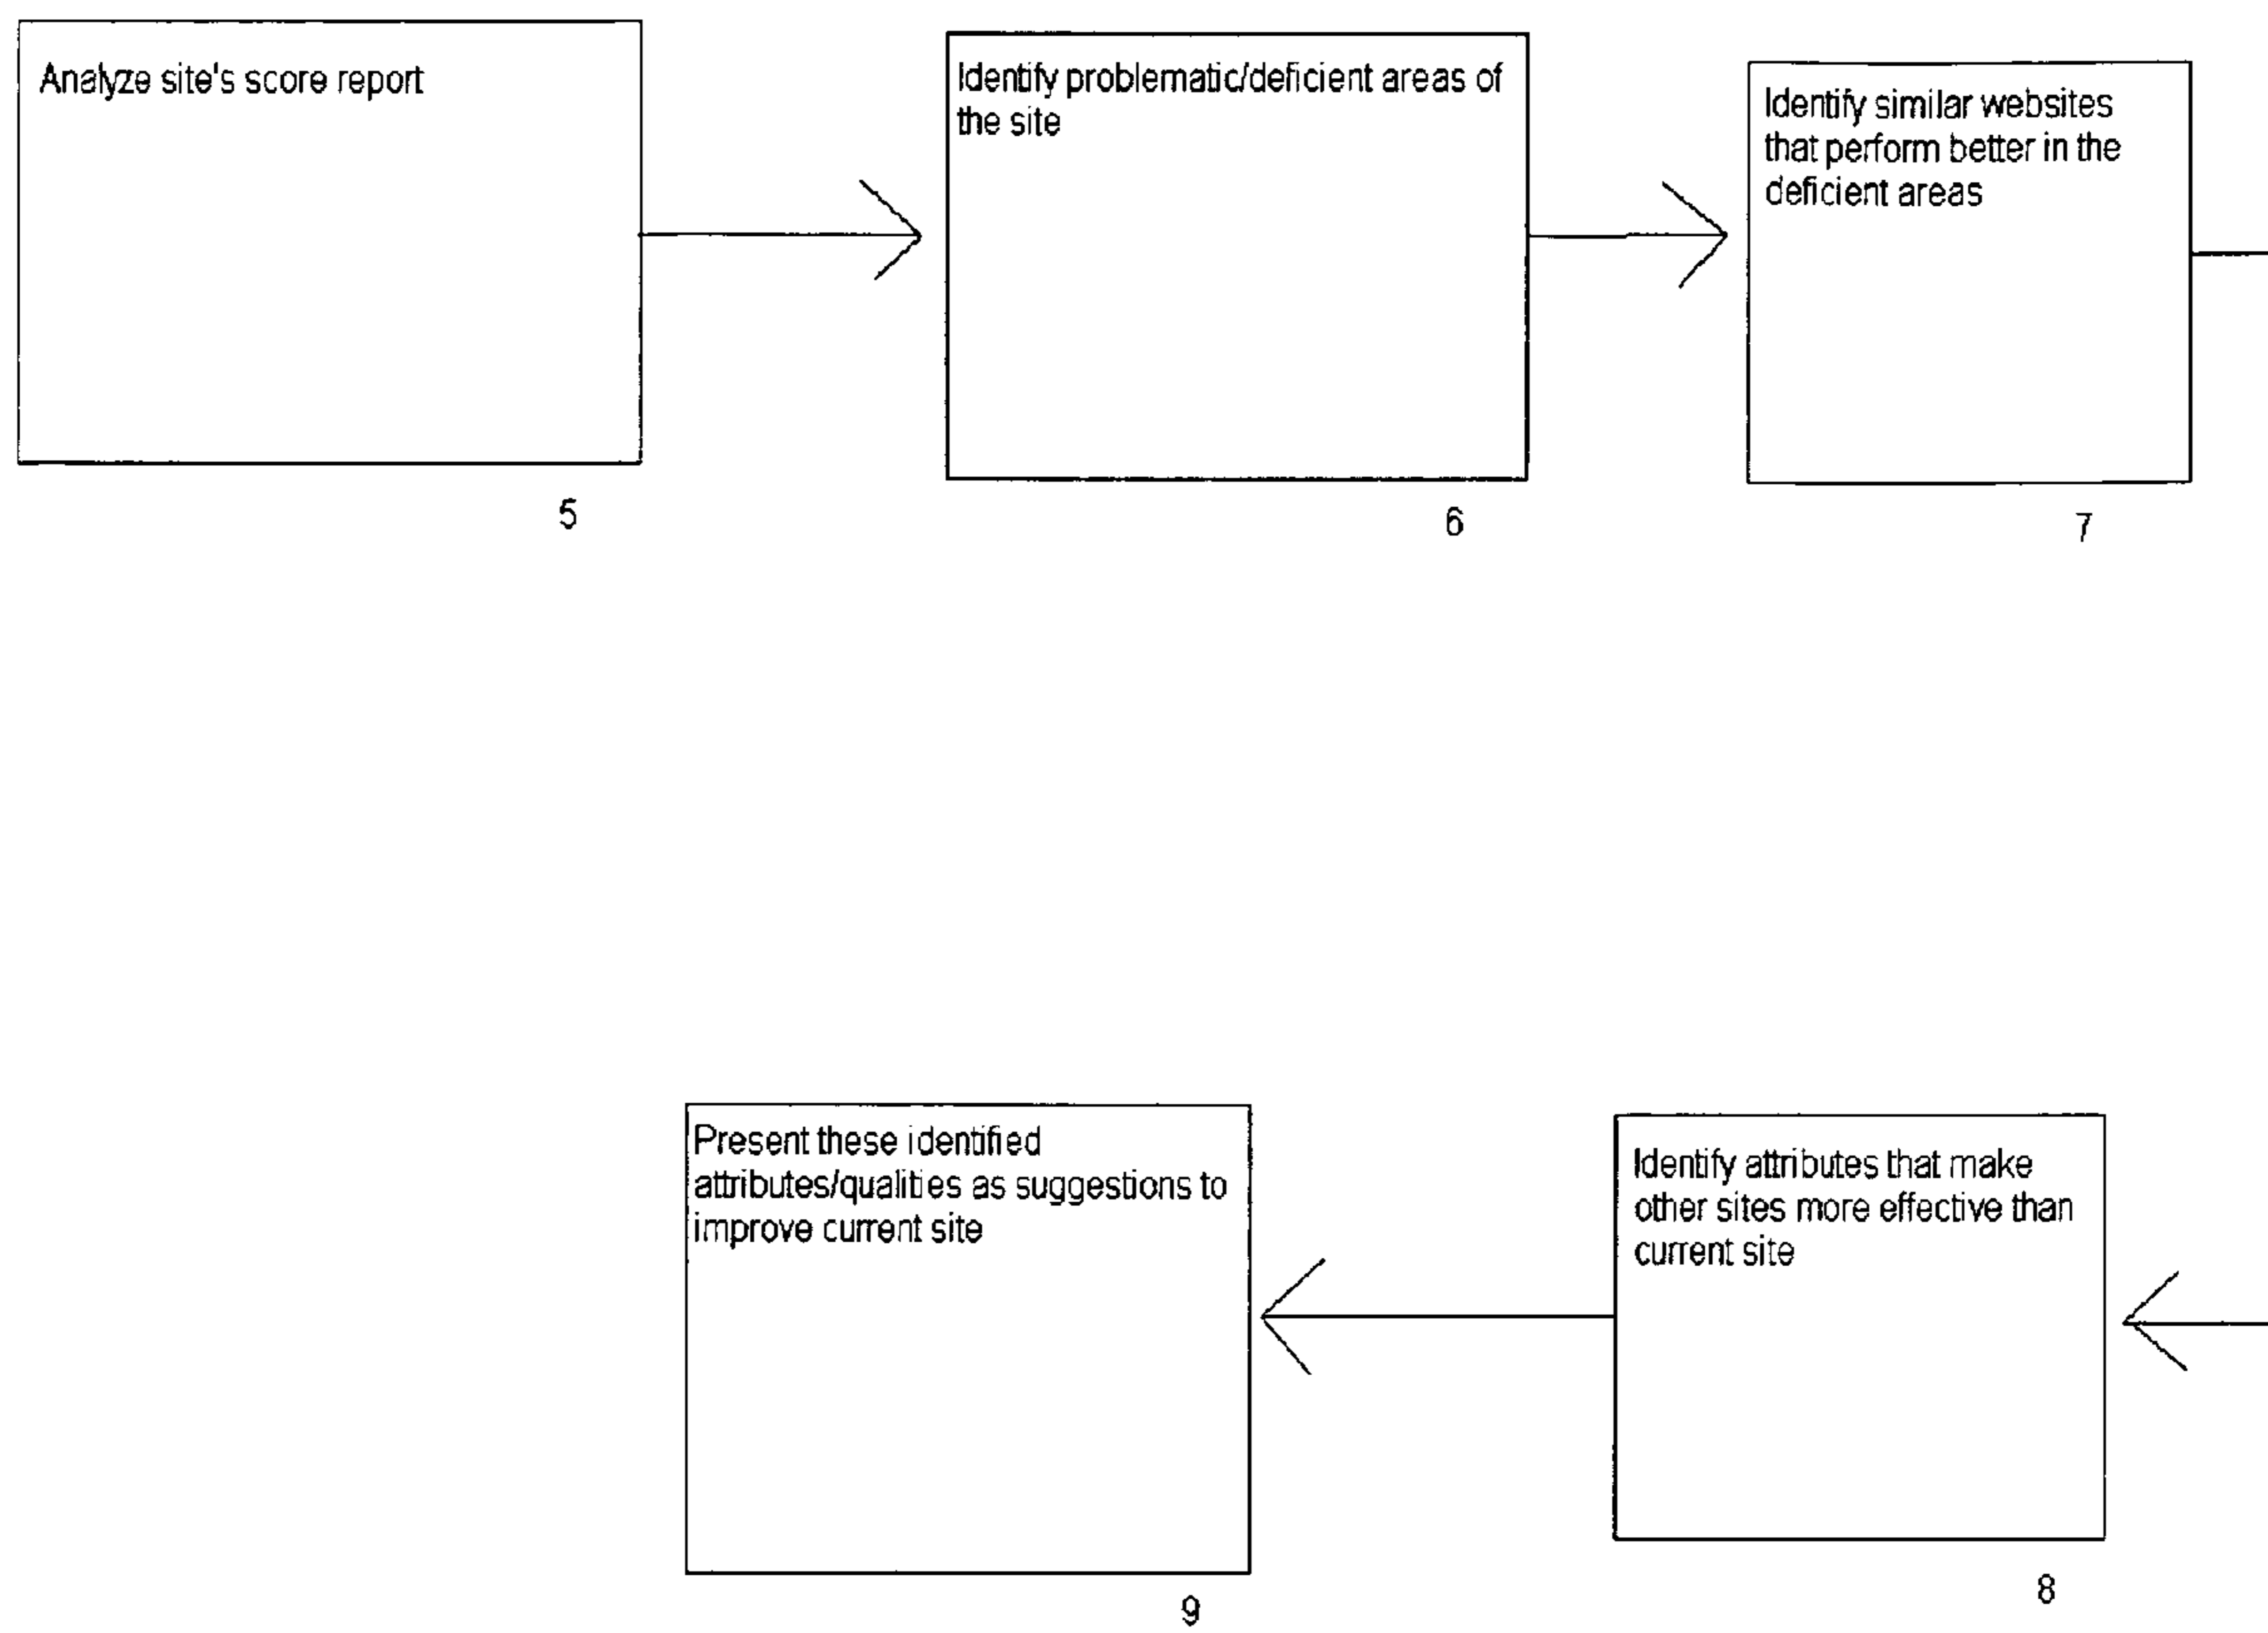 Analyze site's score report
5
Identify problematic/deficient areas of
the site
6
Identify similar websites
that perform better in the
deficient areas
7
Identify attributes that make
other sites more effective than
current site
8
Present these identified
attributes/qualities as suggestions to
improve current site
9